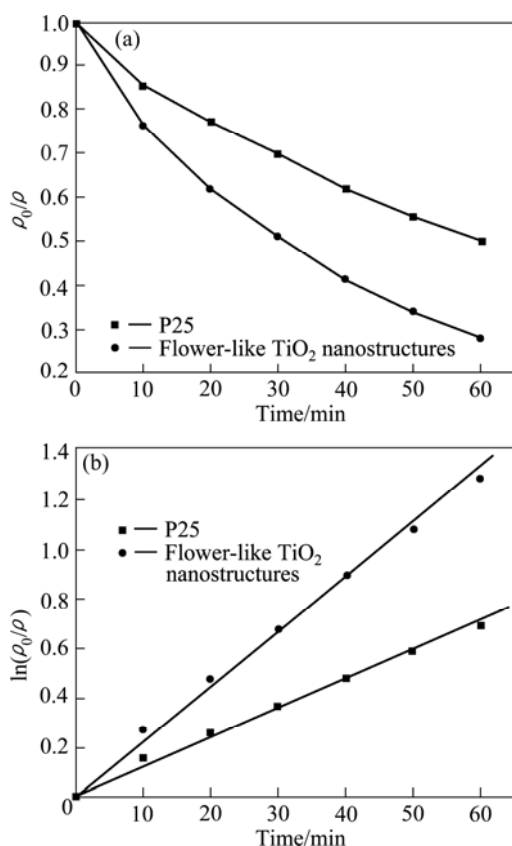 1.0
(a)
0.9
0.8
0.7
0.6
0.5
0.4
0.3
0.2
ρ₀/ρ
P25
Flower-like TiO₂ nanostructures
0 10 20 30 40 50 60
Time/min
1.4
(b)
1.2
1.0
0.8
0.6
0.4
0.2
0
ln(ρ₀/ρ)
P25
Flower-like TiO₂
nanostructures
10 20 30 40 50 60
Time/min